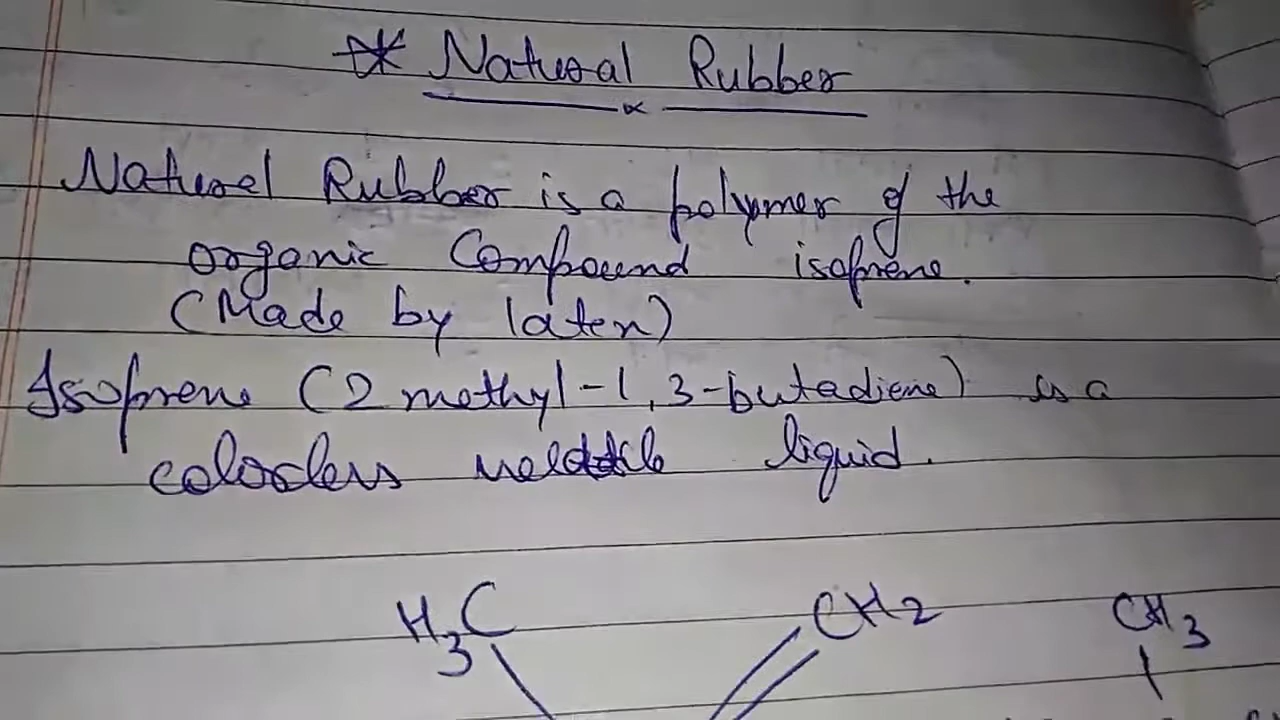 * Natural Rubber
Natural Rubber is a polymer of the
organic Compound isoprene.
(Made by latex)
Isoprene (2 methyl-1,3-butadiene) is a
colorless liquid.
H3C CH2 CH3